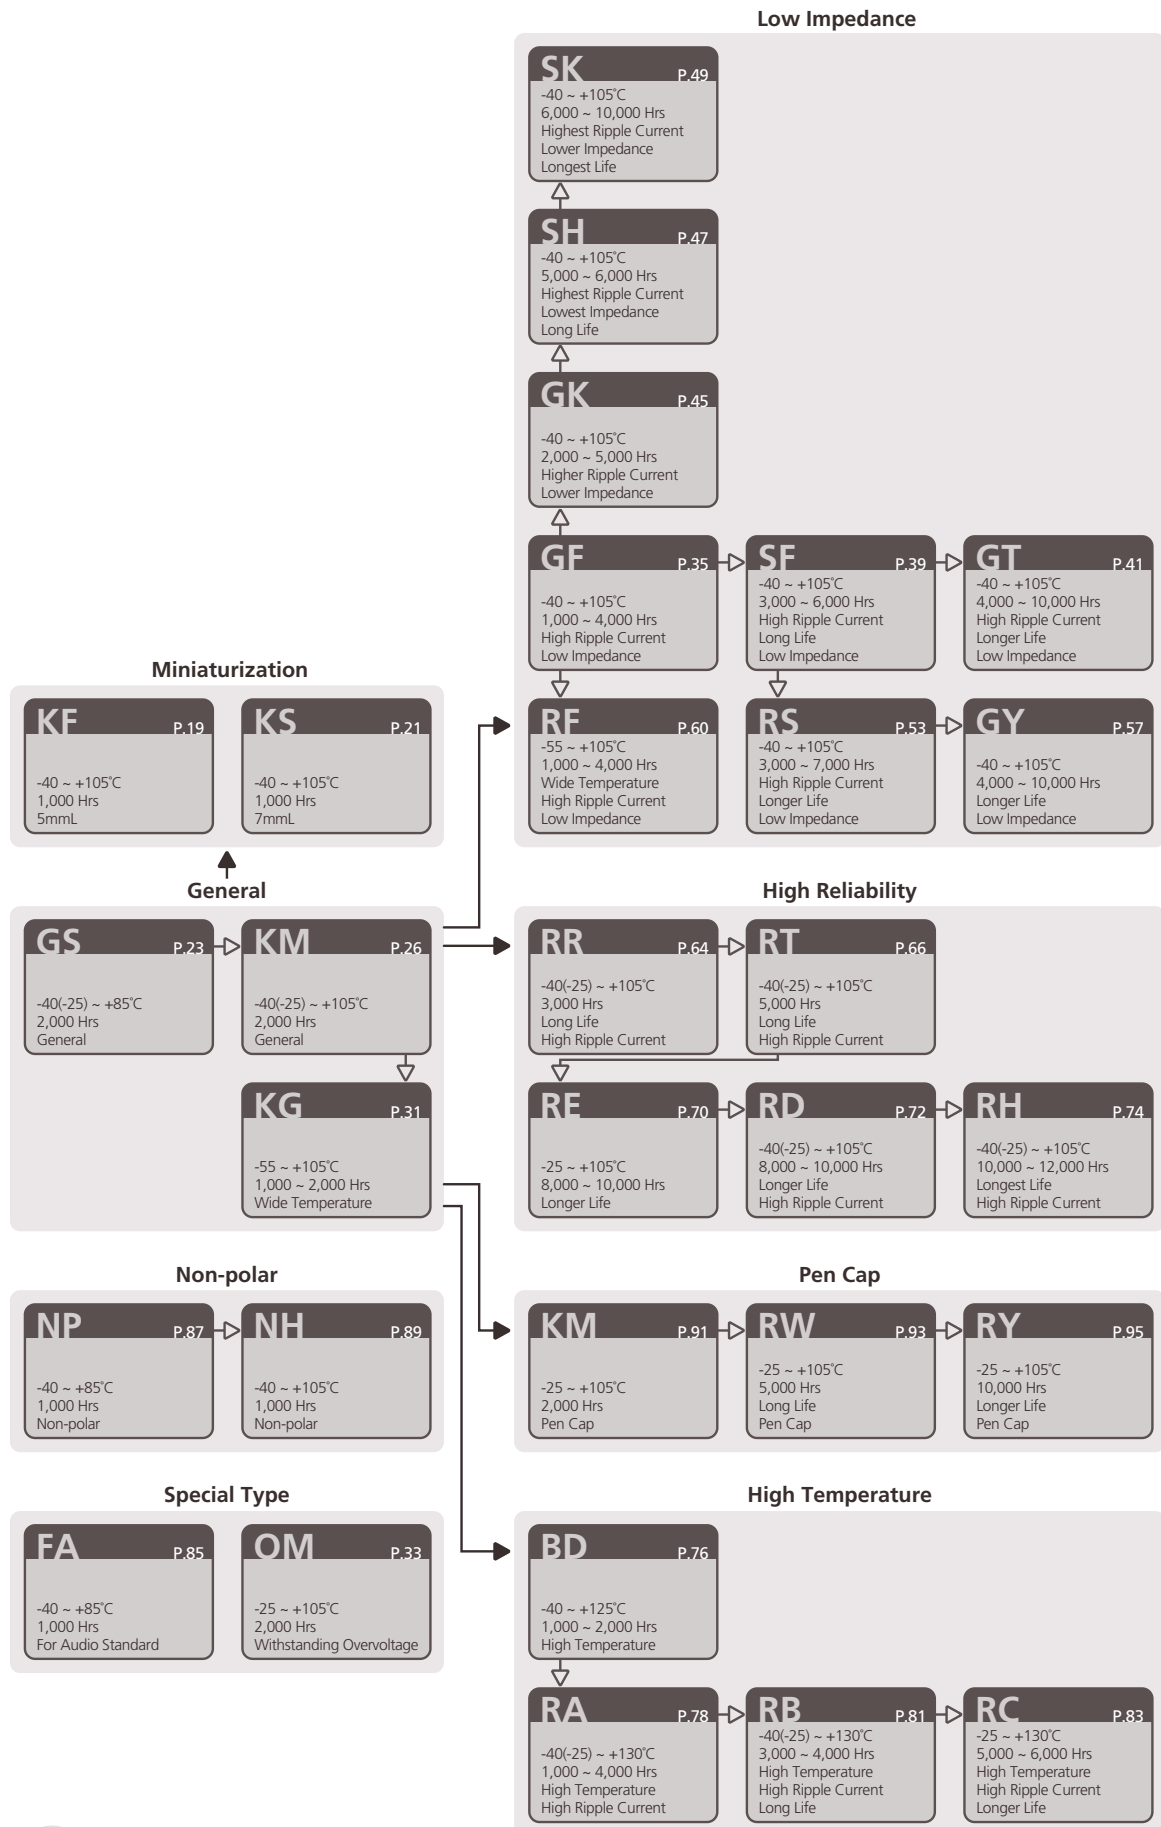 Low Impedance
SK P.49
-40 ~ +105˚C
6,000 ~ 10,000 Hrs
Highest Ripple Current
Lower Impedance
Longest Life
SH P.47
-40 ~ +105˚C
5,000 ~ 6,000 Hrs
Highest Ripple Current
Lowest Impedance
Long Life
GK P.45
-40 ~ +105˚C
2,000 ~ 5,000 Hrs
Higher Ripple Current
Lower Impedance
GF P.35
-40 ~ +105˚C
1,000 ~ 4,000 Hrs
High Ripple Current
Low Impedance
SF P.39
-40 ~ +105˚C
3,000 ~ 6,000 Hrs
High Ripple Current
Long Life
Low Impedance
GT P.41
-40 ~ +105˚C
4,000 ~ 10,000 Hrs
High Ripple Current
Longer Life
Low Impedance
RF P.60
-55 ~ +105˚C
1,000 ~ 4,000 Hrs
Wide Temperature
High Ripple Current
Low Impedance
RS P.53
-40 ~ +105˚C
3,000 ~ 7,000 Hrs
High Ripple Current
Longer Life
Low Impedance
GY P.57
-40 ~ +105˚C
4,000 ~ 10,000 Hrs
Longer Life
Low Impedance
Miniaturization
KF P.19
-40 ~ +105˚C
1,000 Hrs
5mmL
KS P.21
-40 ~ +105˚C
1,000 Hrs
7mmL
General
GS P.23
-40(-25) ~ +85˚C
2,000 Hrs
General
KM P.26
-40(-25) ~ +105˚C
2,000 Hrs
General
KG P.31
-55 ~ +105˚C
1,000 ~ 2,000 Hrs
Wide Temperature
High Reliability
RR P.64
-40(-25) ~ +105˚C
3,000 Hrs
Long Life
High Ripple Current
RT P.66
-40(-25) ~ +105˚C
5,000 Hrs
Long Life
High Ripple Current
RE P.70
-25 ~ +105˚C
8,000 ~ 10,000 Hrs
Longer Life
RD P.72
-40(-25) ~ +105˚C
8,000 ~ 10,000 Hrs
Longer Life
High Ripple Current
RH P.74
-40(-25) ~ +105˚C
10,000 ~ 12,000 Hrs
Longest Life
High Ripple Current
Non-polar
NP P.87
-40 ~ +85˚C
1,000 Hrs
Non-polar
NH P.89
-40 ~ +105˚C
1,000 Hrs
Non-polar
Pen Cap
KM P.91
-25 ~ +105˚C
2,000 Hrs
Pen Cap
RW P.93
-25 ~ +105˚C
5,000 Hrs
Long Life
Pen Cap
RY P.95
-25 ~ +105˚C
10,000 Hrs
Longer Life
Pen Cap
Special Type
FA P.85
-40 ~ +85˚C
1,000 Hrs
For Audio Standard
OM P.33
-25 ~ +105˚C
2,000 Hrs
Withstanding Overvoltage
High Temperature
BD P.76
-40 ~ +125˚C
1,000 ~ 2,000 Hrs
High Temperature
RA P.78
-40(-25) ~ +130˚C
1,000 ~ 4,000 Hrs
High Temperature
High Ripple Current
RB P.81
-40(-25) ~ +130˚C
3,000 ~ 4,000 Hrs
High Temperature
High Ripple Current
Long Life
RC P.83
-25 ~ +130˚C
5,000 ~ 6,000 Hrs
High Temperature
High Ripple Current
Longer Life